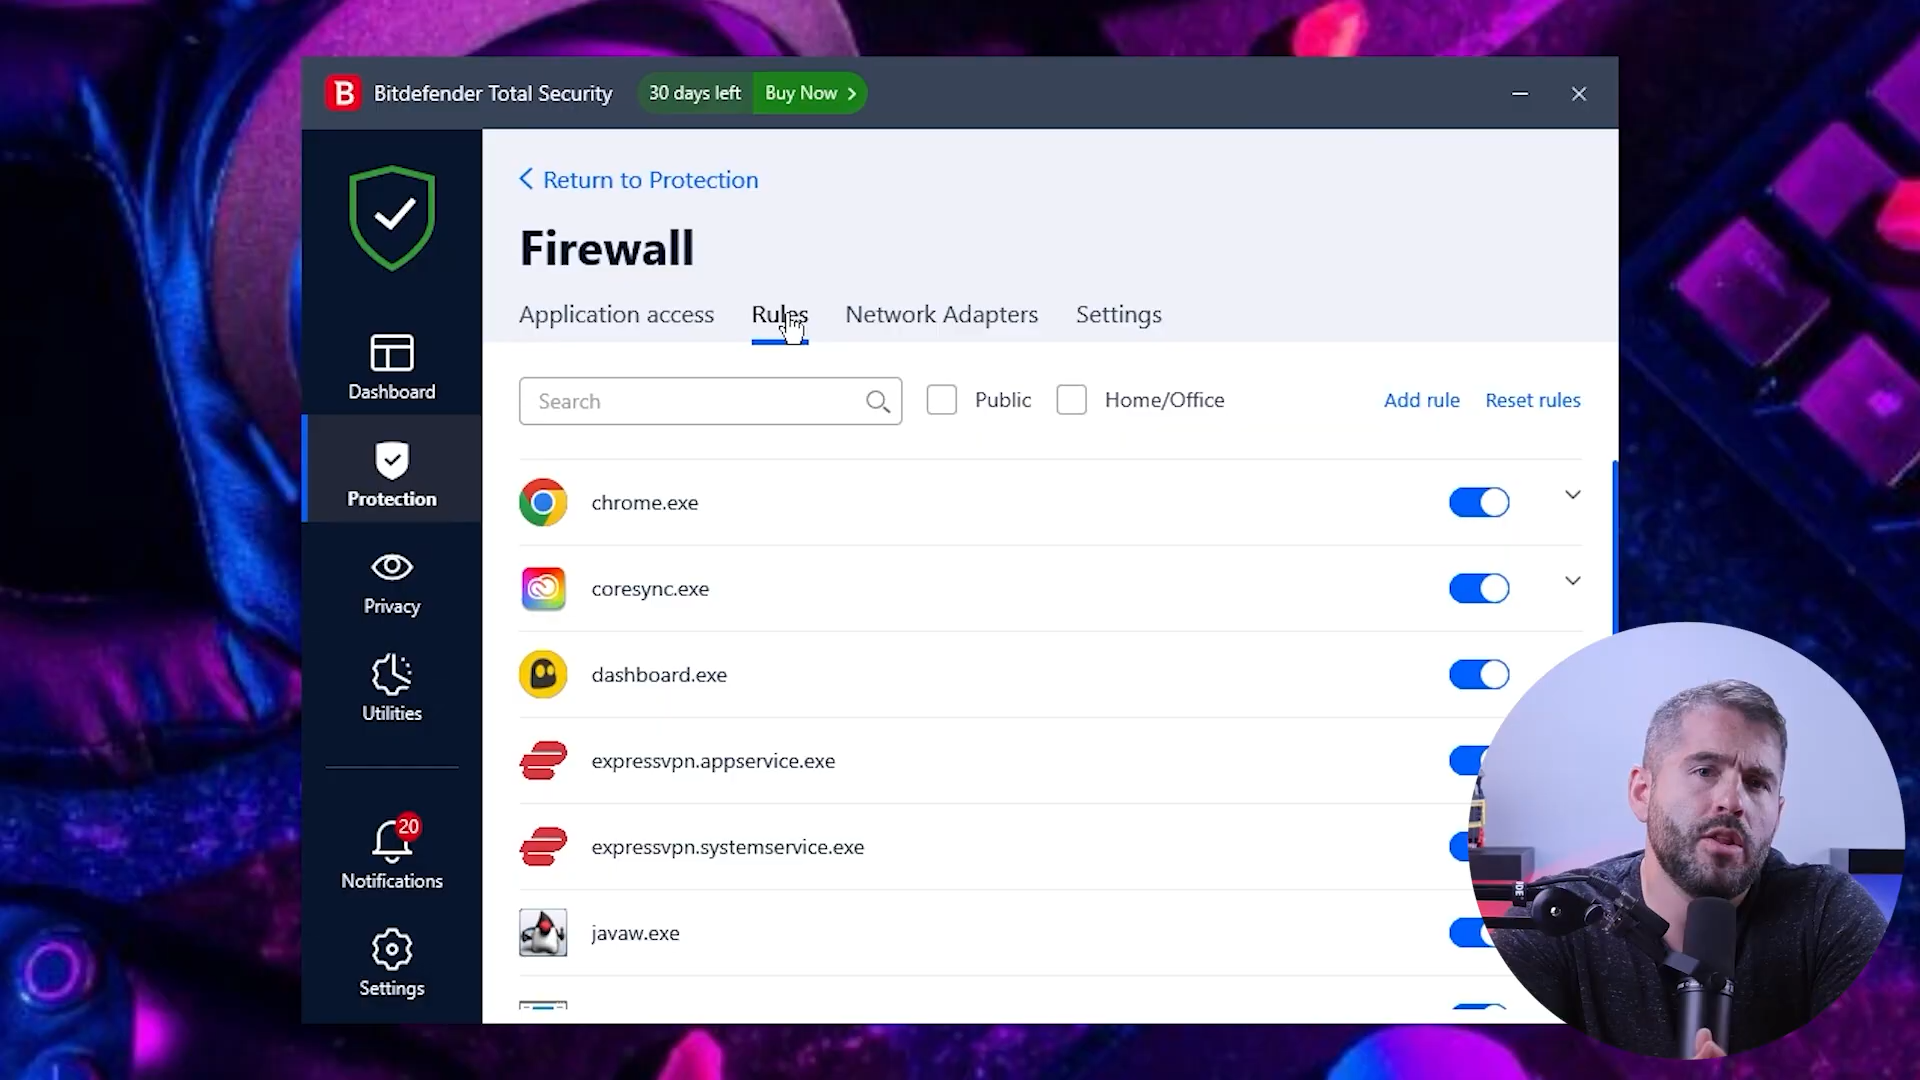 B Bitdefender Total Security 30 days left Buy Now
Return to Protection
Firewall
Application access Rules Network Adapters Settings
Search Public Home/Office Add rule Reset rules
Dashboard
Protection
Privacy
Utilities
20
Notifications
Settings
chrome.exe
coresync.exe
dashboard.exe
expressvpn.appservice.exe
expressvpn.systemservice.exe
javaw.exe